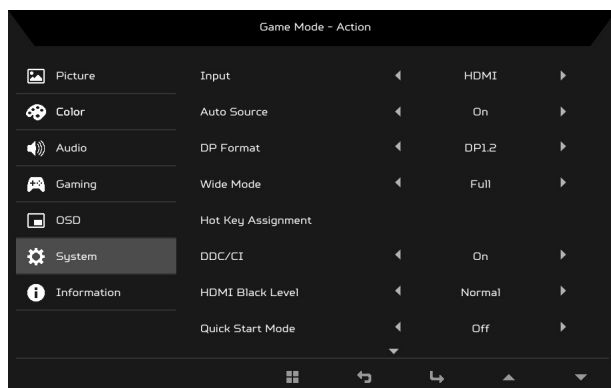 Game Mode - Action
Picture
Input HDMI
Color
Auto Source On
Audio
DP Format DP1.2
Gaming
Wide Mode Full
OSD
Hot Key Assignment
System
DDC/CI On
Information
HDMI Black Level Normal
Quick Start Mode Off